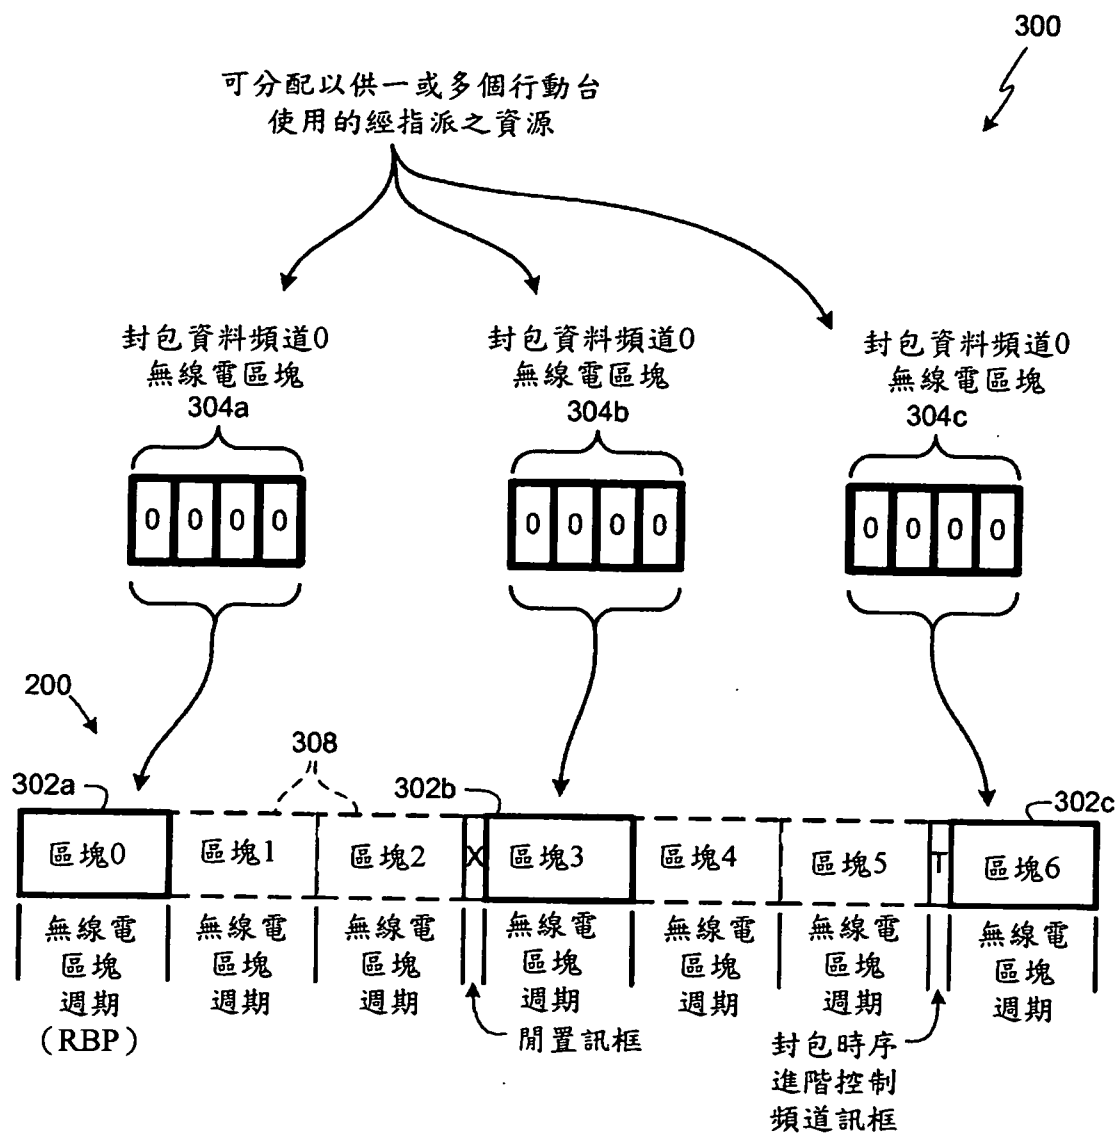 300
可分配以供一或多個行動台
使用的經指派之資源
封包資料頻道0
無線電區塊
304a
封包資料頻道0
無線電區塊
304b
封包資料頻道0
無線電區塊
304c
0 0 0 0
0 0 0 0
0 0 0 0
200
308
302a
302b
302c
區塊0
區塊1
區塊2
X
區塊3
區塊4
區塊5
T
區塊6
無線電
區塊
週期
(RBP)
無線電
區塊
週期
無線電
區塊
週期
無線電
區塊
週期
無線電
區塊
週期
無線電
區塊
週期
無線電
區塊
週期
閒置訊框
封包時序
進階控制
頻道訊框